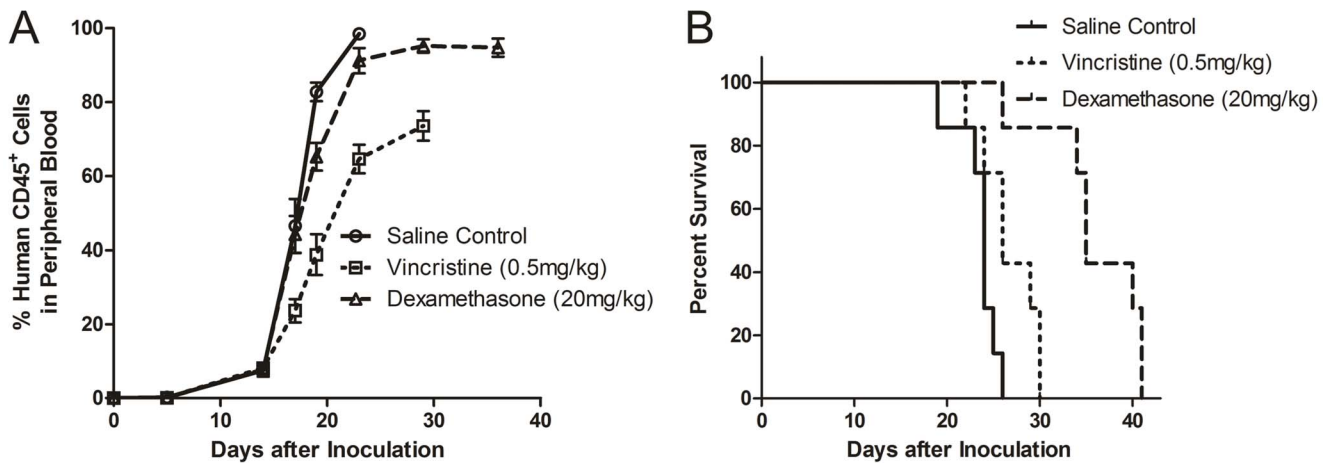 A
% Human CD45+ Cells
in Peripheral Blood
100
80
60
40
20
0
0 10 20 30 40
Days after Inoculation
Saline Control
Vincristine (0.5mg/kg)
Dexamethasone (20mg/kg)
B
Saline Control
Vincristine (0.5mg/kg)
Dexamethasone (20mg/kg)
Percent Survival
100
80
60
40
20
0
0 10 20 30 40
Days after Inoculation